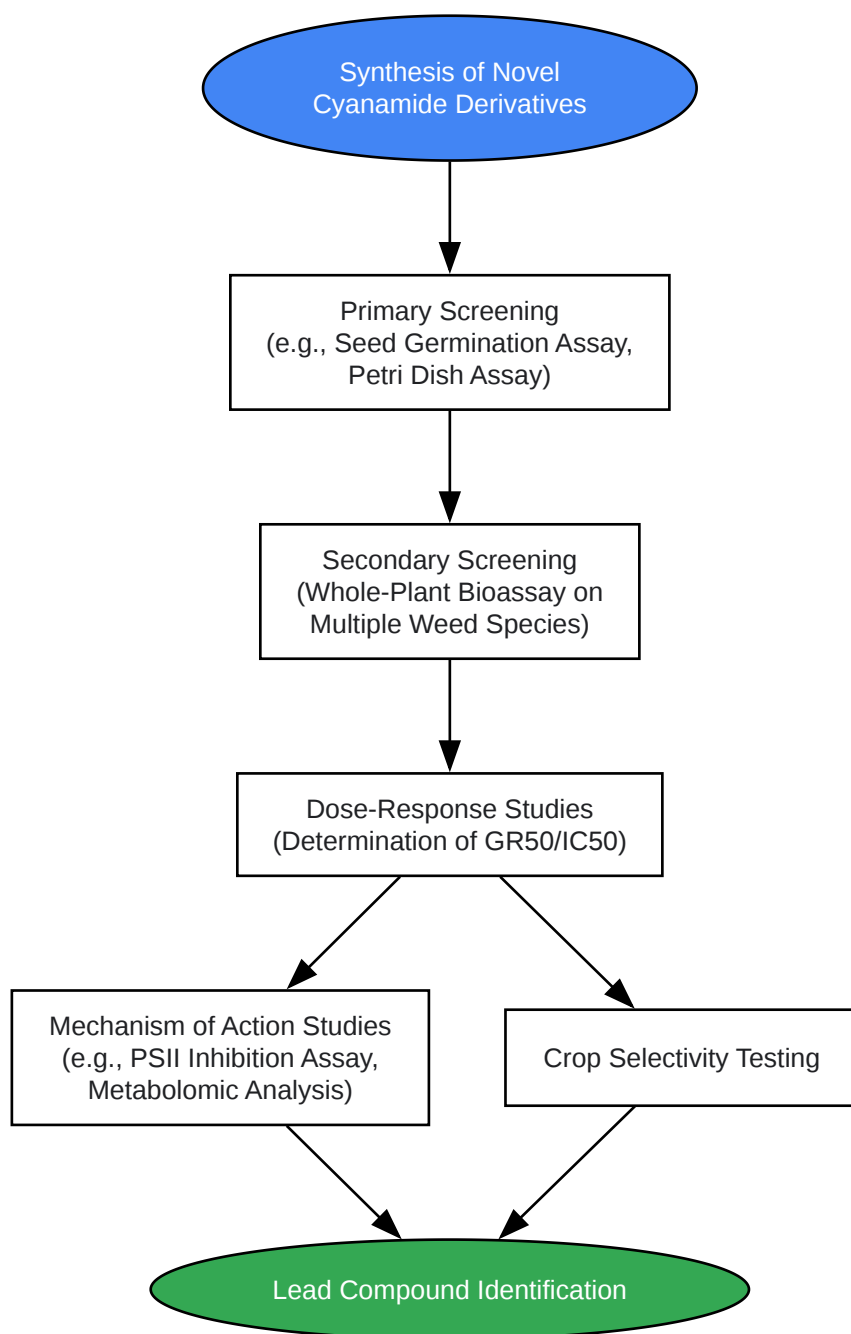 Synthesis of Novel
Cyanamide Derivatives
Primary Screening
(e.g., Seed Germination Assay,
Petri Dish Assay)
Secondary Screening
(Whole-Plant Bioassay on
Multiple Weed Species)
Dose-Response Studies
(Determination of GR50/IC50)
Mechanism of Action Studies
(e.g., PSII Inhibition Assay,
Metabolomic Analysis)
Crop Selectivity Testing
Lead Compound Identification